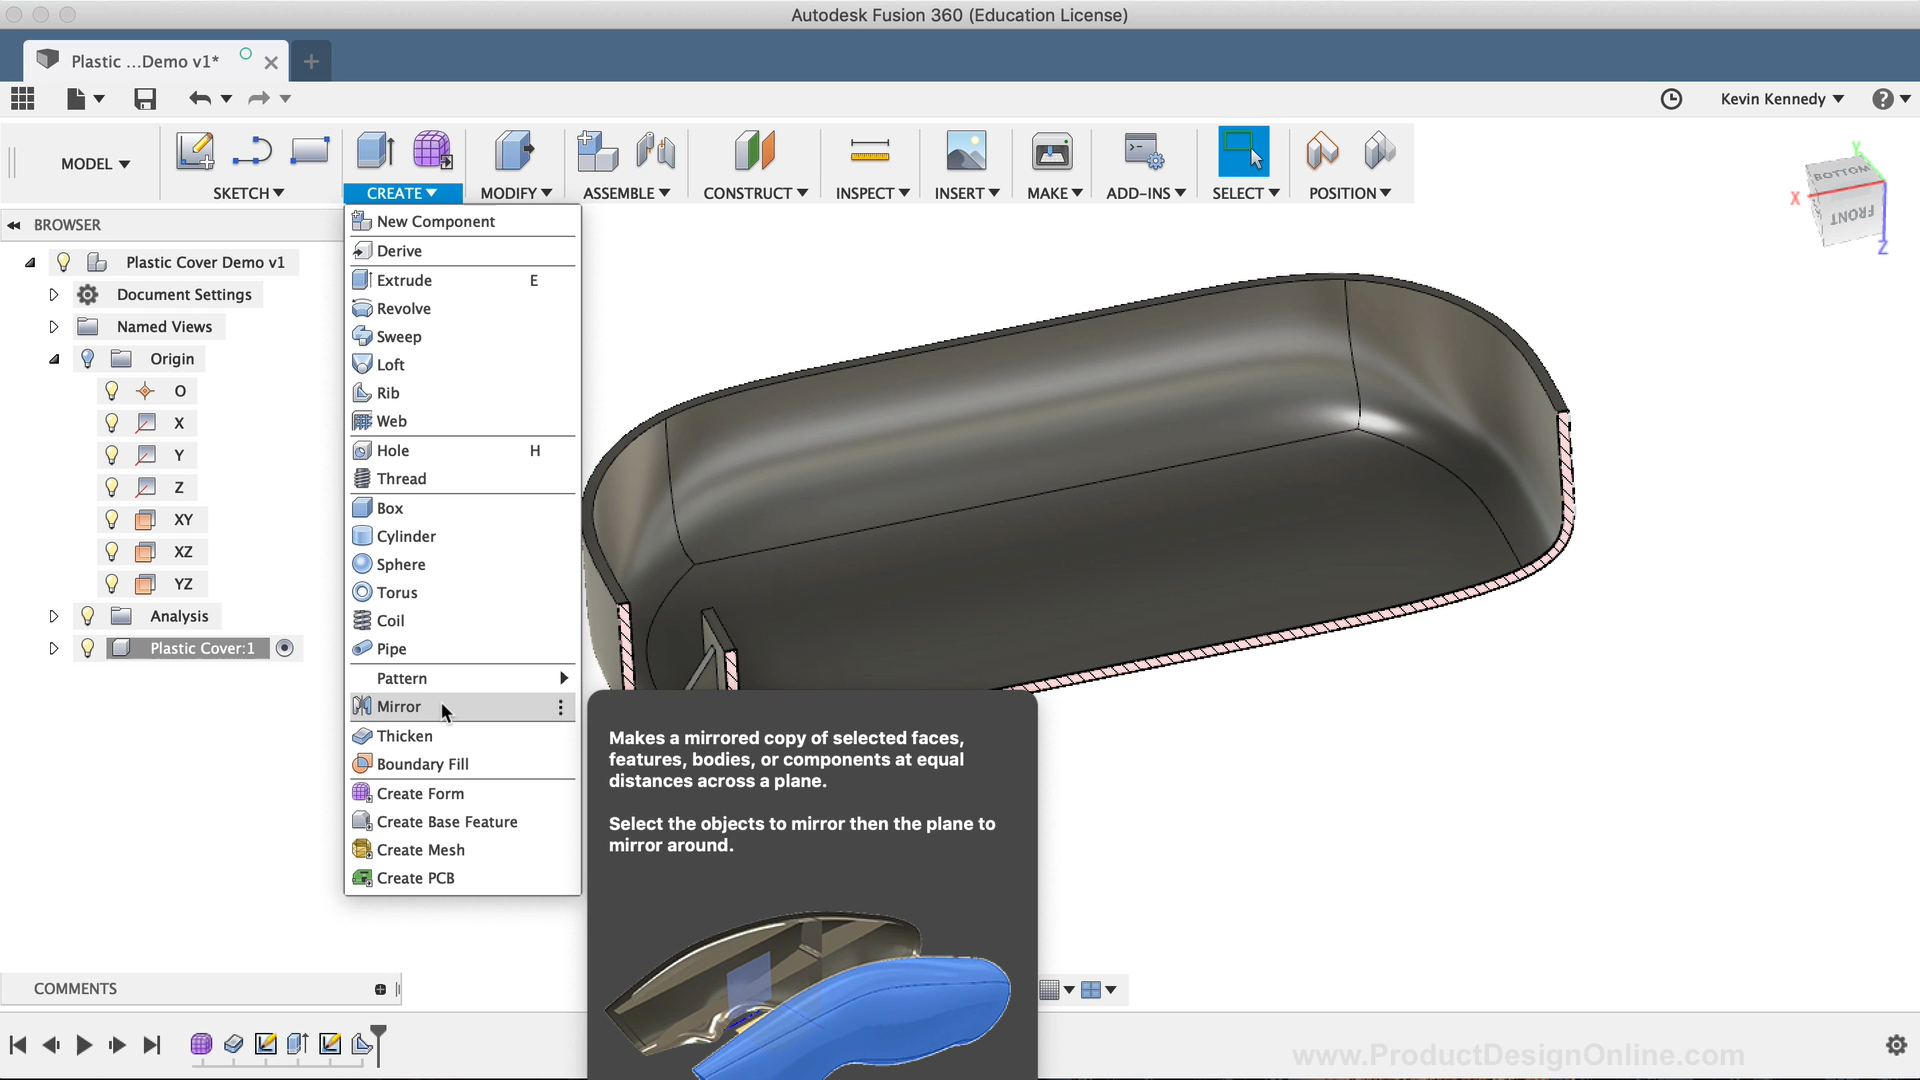 Autodesk Fusion 360 (Education License)
Plastic ...Demo v1*
Kevin Kennedy
MODEL
SKETCH
CREATE
MODIFY
ASSEMBLE
CONSTRUCT
INSPECT
INSERT
MAKE
ADD-INS
SELECT
POSITION
BROWSER
Plastic Cover Demo v1
Document Settings
Named Views
Origin
O
X
Y
Z
XY
XZ
YZ
Analysis
Plastic Cover:1
New Component
Derive
Extrude E
Revolve
Sweep
Loft
Rib
Web
Hole H
Thread
Box
Cylinder
Sphere
Torus
Coil
Pipe
Pattern
Mirror
Thicken
Boundary Fill
Create Form
Create Base Feature
Create Mesh
Create PCB
Makes a mirrored copy of selected faces,
features, bodies, or components at equal
distances across a plane.
Select the objects to mirror then the plane to
mirror around.
Y
BOTTOM
X
FRONT
Z
COMMENTS
www.ProductDesignOnline.com